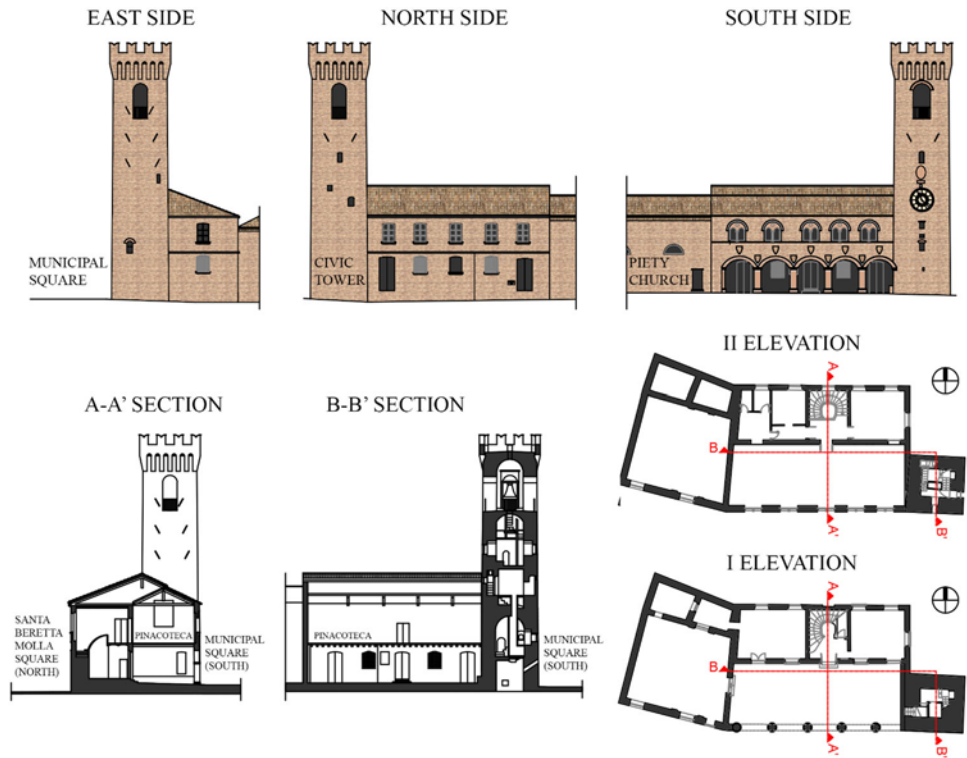 EAST SIDE
NORTH SIDE
SOUTH SIDE
MUNICIPAL
SQUARE
CIVIC
TOWER
PIETY
CHURCH
A-A' SECTION
B-B' SECTION
II ELEVATION
A
B
A'
B'
SANTA
BERETTA
MOLLA
SQUARE
(NORTH)
PINACOTECA
MUNICIPAL
SQUARE
(SOUTH)
PINACOTECA
MUNICIPAL
SQUARE
(SOUTH)
I ELEVATION
A
B
A'
B'